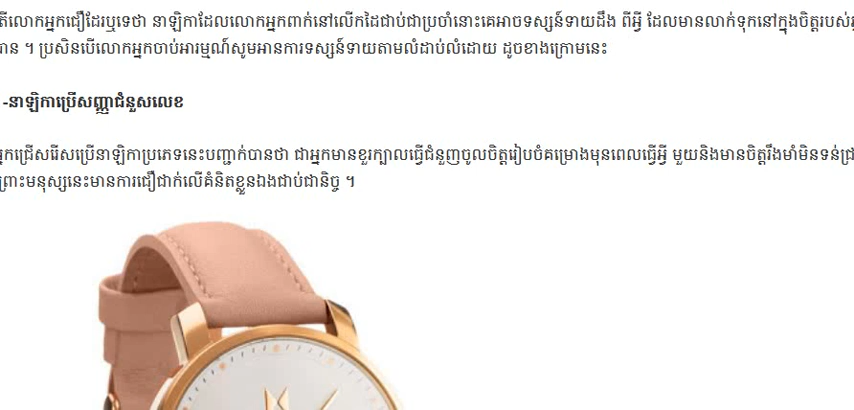 តើលោកអ្នកជឿដែរឬទេថា នាឡិកាដែលលោកអ្នកពាក់នៅលើកដៃជាប់ជាប្រចាំនោះគេអាចទស្សន៍ទាយដឹង ពីអ្វី ដែលមានលាក់ទុកនៅក្នុងចិត្តរបស់
បាន ។ ប្រសិនបើលោកអ្នកចាប់អារម្មណ៍សូមអានការទស្សន៍ទាយតាមលំដាប់លំដោយ ដូចខាងក្រោមនេះ
-នាឡិកាប្រើសញ្ញាជំនួសលេខ
អ្នកជ្រើសរើសប្រើនាឡិកាប្រភេទនេះបញ្ជាក់បានថា ជាអ្នកមានខួរក្បាលធ្វើជំនួញចូលចិត្តរៀបចំគម្រោងមុនពេលធ្វើអ្វី មួយនិងមានចិត្តរឹងមាំមិនទន់
ព្រោះមនុស្សនេះមានការជឿជាក់លើគំនិតខ្លួនឯងជាប់ជានិច្ច ។